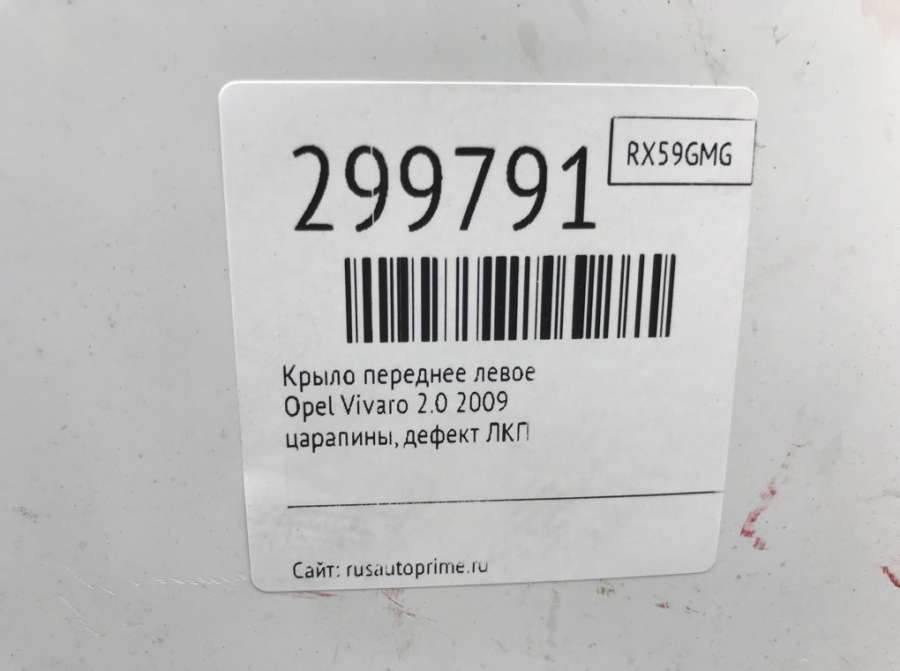 299791
RX59GMG
Крыло переднее левое
Opel Vivaro 2.0 2009
царапины, дефект ЛКП
Сайт: rusautoprime.ru